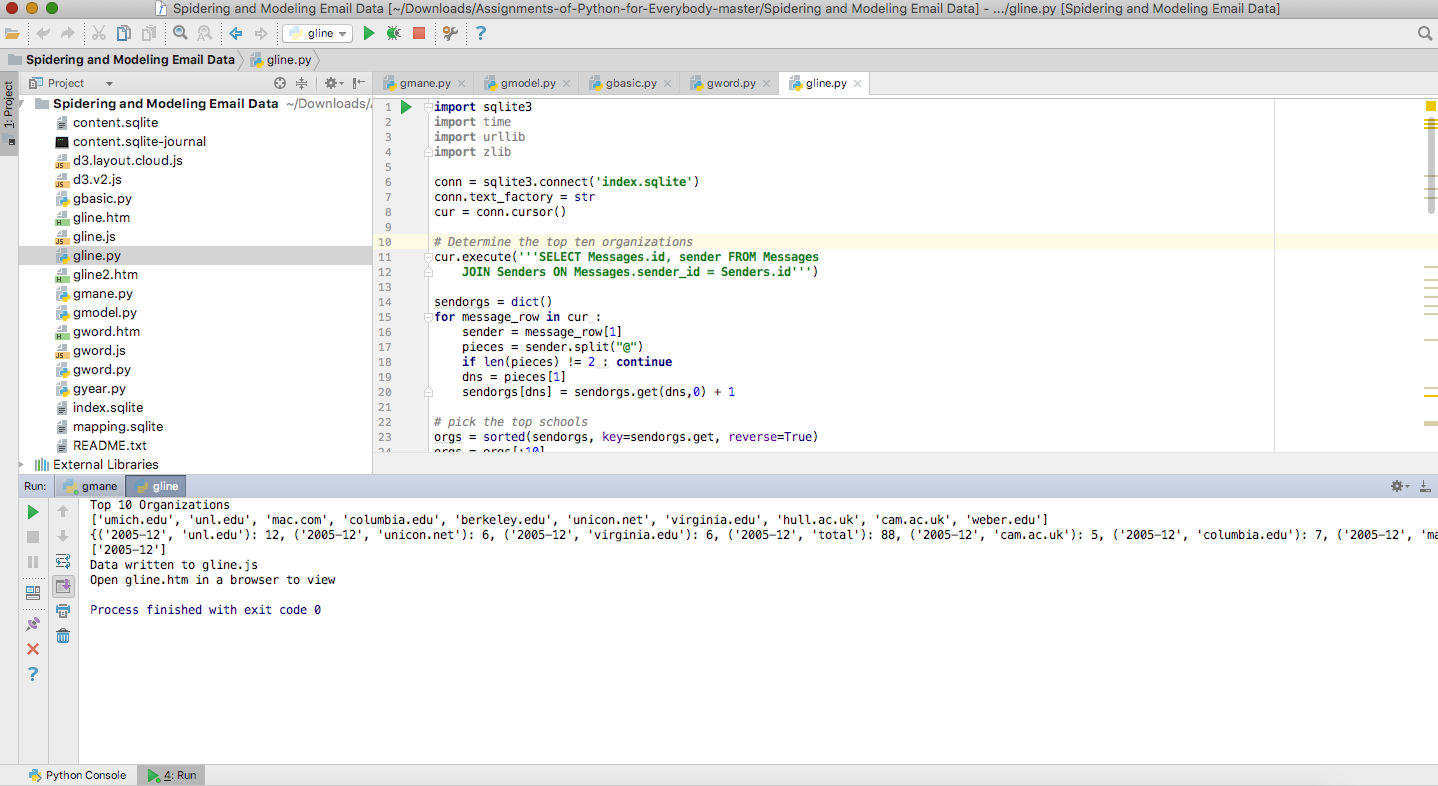 Spidering and Modeling Email Data [~/Downloads/Assignments-of-Python-for-Everybody-master/Spidering and Modeling Email Data] - .../gline.py [Spidering and Modeling Email Data]
gline
Spidering and Modeling Email Data gline.py
1: Project
Project
Spidering and Modeling Email Data ~/Downloads/
content.sqlite
content.sqlite-journal
d3.layout.cloud.js
d3.v2.js
gbasic.py
gline.htm
gline.js
gline.py
gline2.htm
gmane.py
gmodel.py
gword.htm
gword.js
gword.py
gyear.py
index.sqlite
mapping.sqlite
README.txt
External Libraries
gmane.py gmodel.py gbasic.py gword.py gline.py
1 import sqlite3
2 import time
3 import urllib
4 import zlib
5
6 conn = sqlite3.connect('index.sqlite')
7 conn.text_factory = str
8 cur = conn.cursor()
9
10 # Determine the top ten organizations
11 cur.execute('''SELECT Messages.id, sender FROM Messages
12     JOIN Senders ON Messages.sender_id = Senders.id''')
13
14 sendorgs = dict()
15 for message_row in cur :
16     sender = message_row[1]
17     pieces = sender.split("@")
18     if len(pieces) != 2 : continue
19     dns = pieces[1]
20     sendorgs[dns] = sendorgs.get(dns,0) + 1
21
22 # pick the top schools
23 orgs = sorted(sendorgs, key=sendorgs.get, reverse=True)
24 orgs = orgs[:10]
Run: gmane gline
Top 10 Organizations
['umich.edu', 'unl.edu', 'mac.com', 'columbia.edu', 'berkeley.edu', 'unicon.net', 'virginia.edu', 'hull.ac.uk', 'cam.ac.uk', 'weber.edu']
{('2005-12', 'unl.edu'): 12, ('2005-12', 'unicon.net'): 6, ('2005-12', 'virginia.edu'): 6, ('2005-12', 'total'): 88, ('2005-12', 'cam.ac.uk'): 5, ('2005-12', 'columbia.edu'): 7, ('2005-12', 'ma
['2005-12']
Data written to gline.js
Open gline.htm in a browser to view
Process finished with exit code 0
Python Console 4: Run